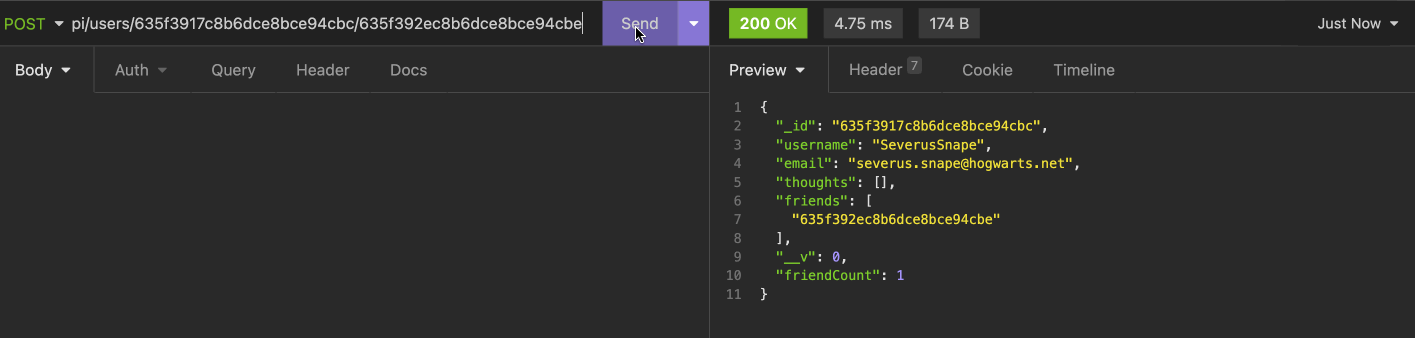 POST pi/users/635f3917c8b6dce8bce94cbc/635f392ec8b6dce8bce94cbe Send 200 OK 4.75 ms 174 B Just Now
Body Auth Query Header Docs Preview Header 7 Cookie Timeline
1 {
2 "_id": "635f3917c8b6dce8bce94cbc",
3 "username": "SeverusSnape",
4 "email": "severus.snape@hogwarts.net",
5 "thoughts": [],
6 "friends": [
7 "635f392ec8b6dce8bce94cbe"
8 ],
9 "__v": 0,
10 "friendCount": 1
11 }